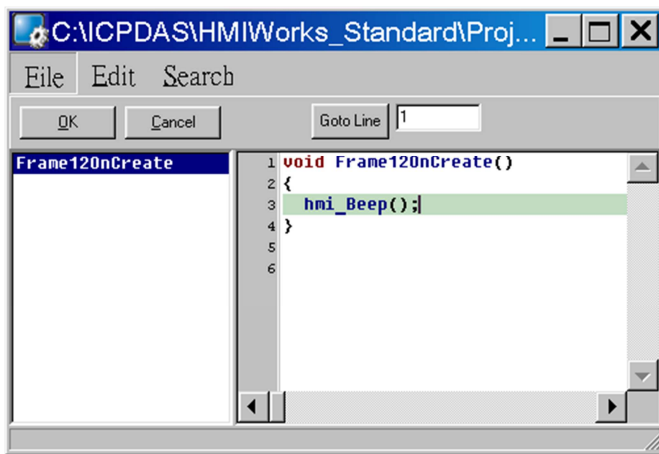 C:\ICPDAS\HMIWorks_Standard\Proj...
File Edit Search
OK Cancel Goto Line 1
Frame12OnCreate
1 void Frame12OnCreate()
2 {
3 hmi_Beep();
4 }
5
6